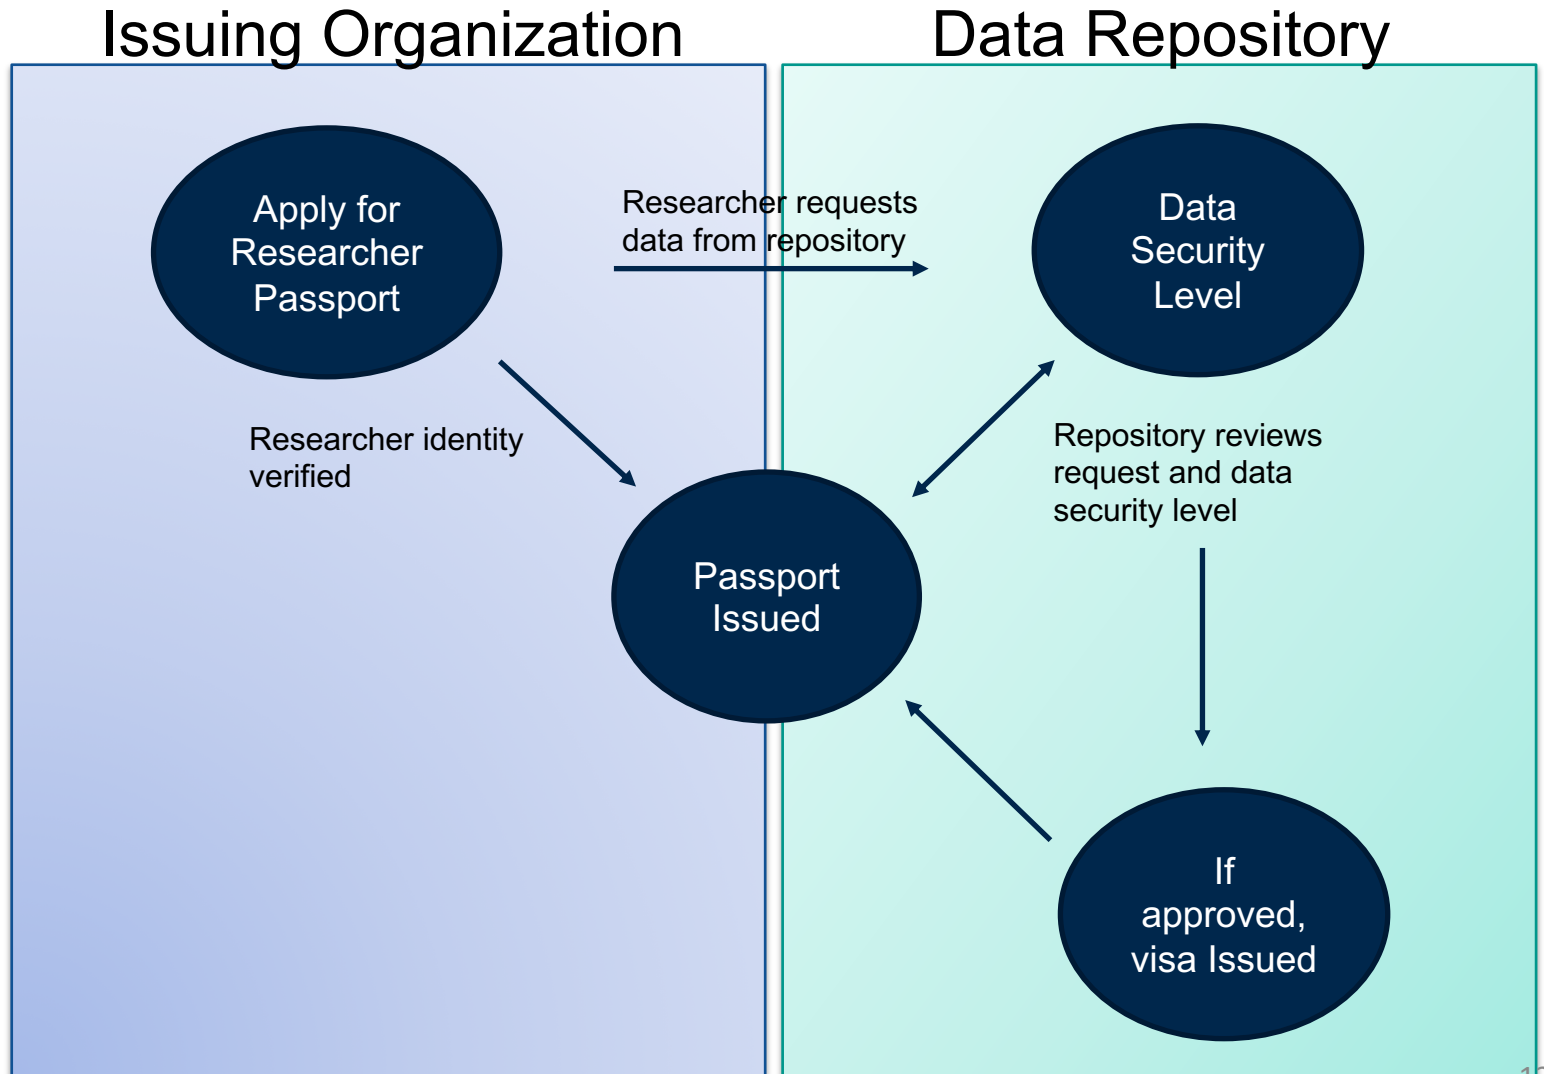 Issuing Organization
Data Repository
Apply for
Researcher
Passport
Researcher requests
data from repository
Data
Security
Level
Researcher identity
verified
Repository reviews
request and data
security level
Passport
Issued
If
approved,
visa Issued